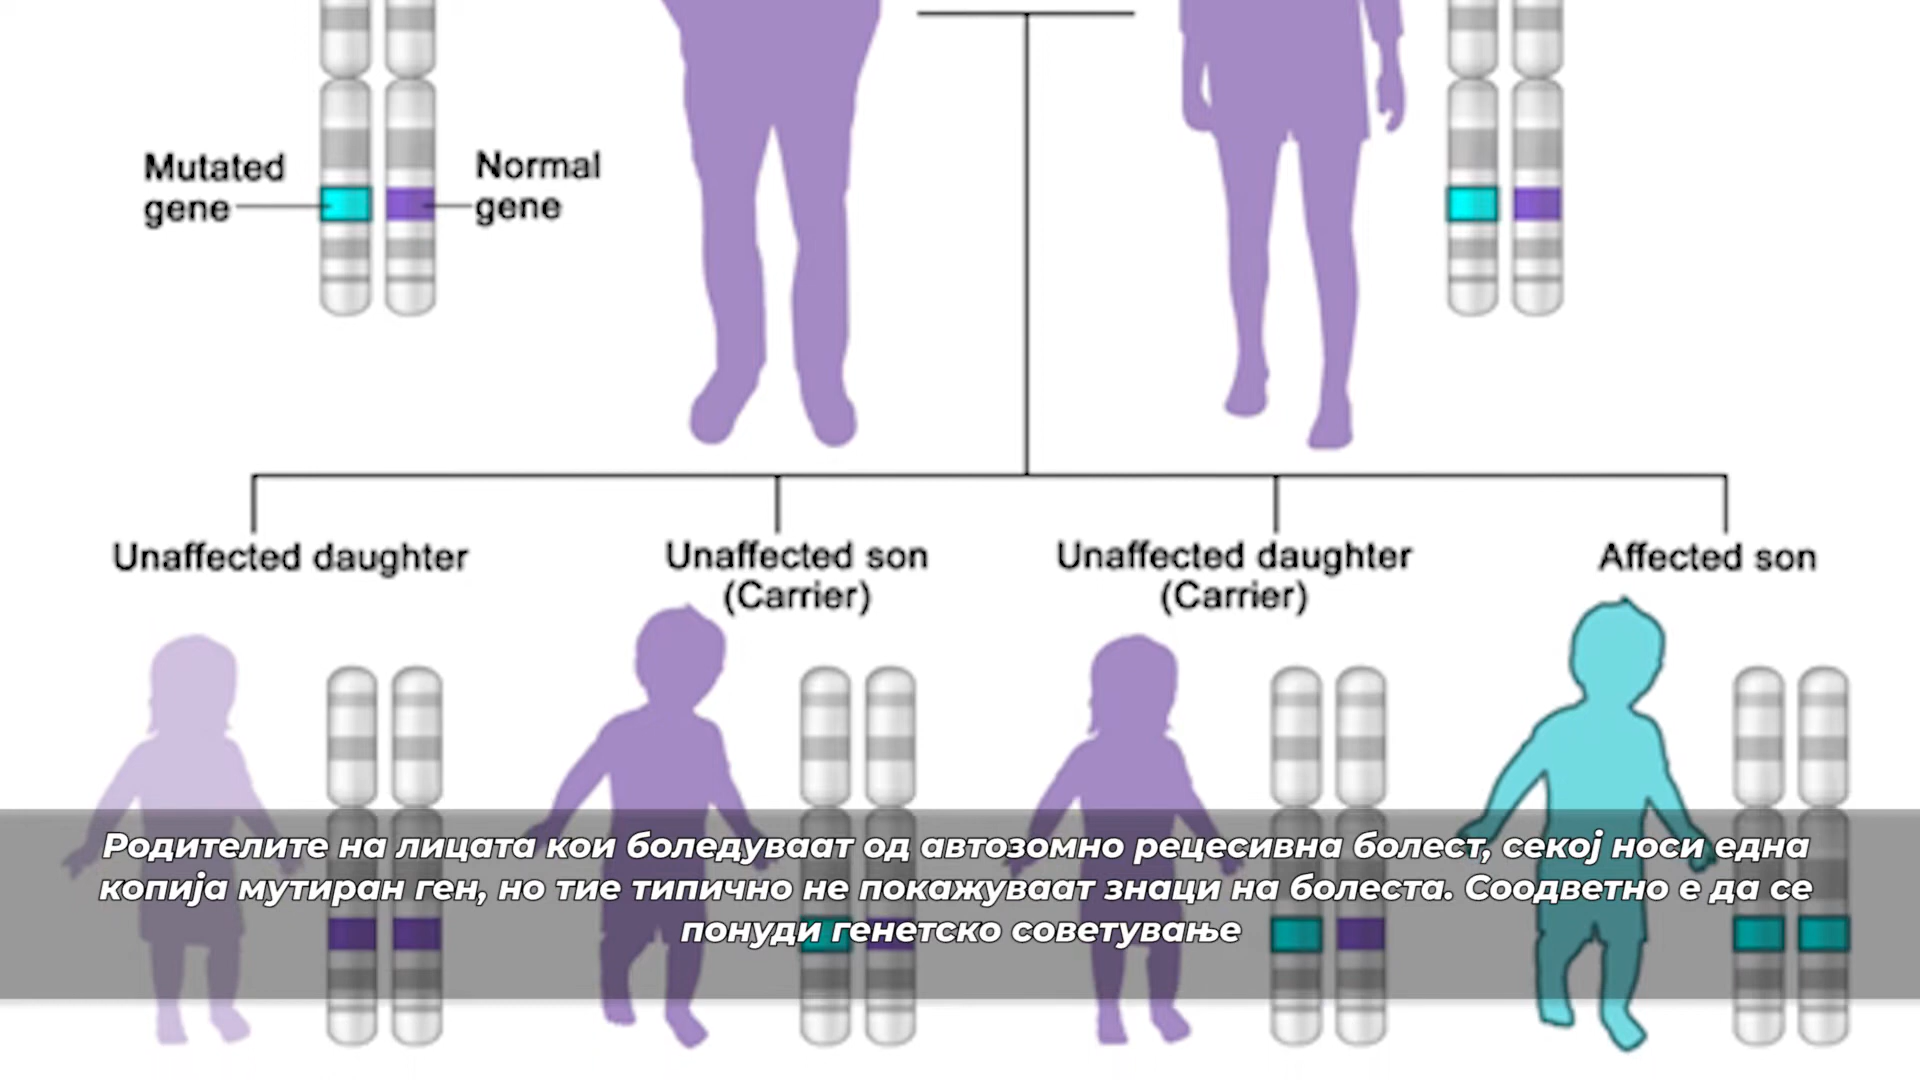 Mutated
gene
Normal
gene
Unaffected daughter
Unaffected son
(Carrier)
Unaffected daughter
(Carrier)
Affected son
Родителите на лицата кои боледуваат од автозомно рецесивна болест, секој носи една
копија мутиран ген, но тие типично не покажуваат знаци на болеста. Соодветно е да се
понуди генетско советување